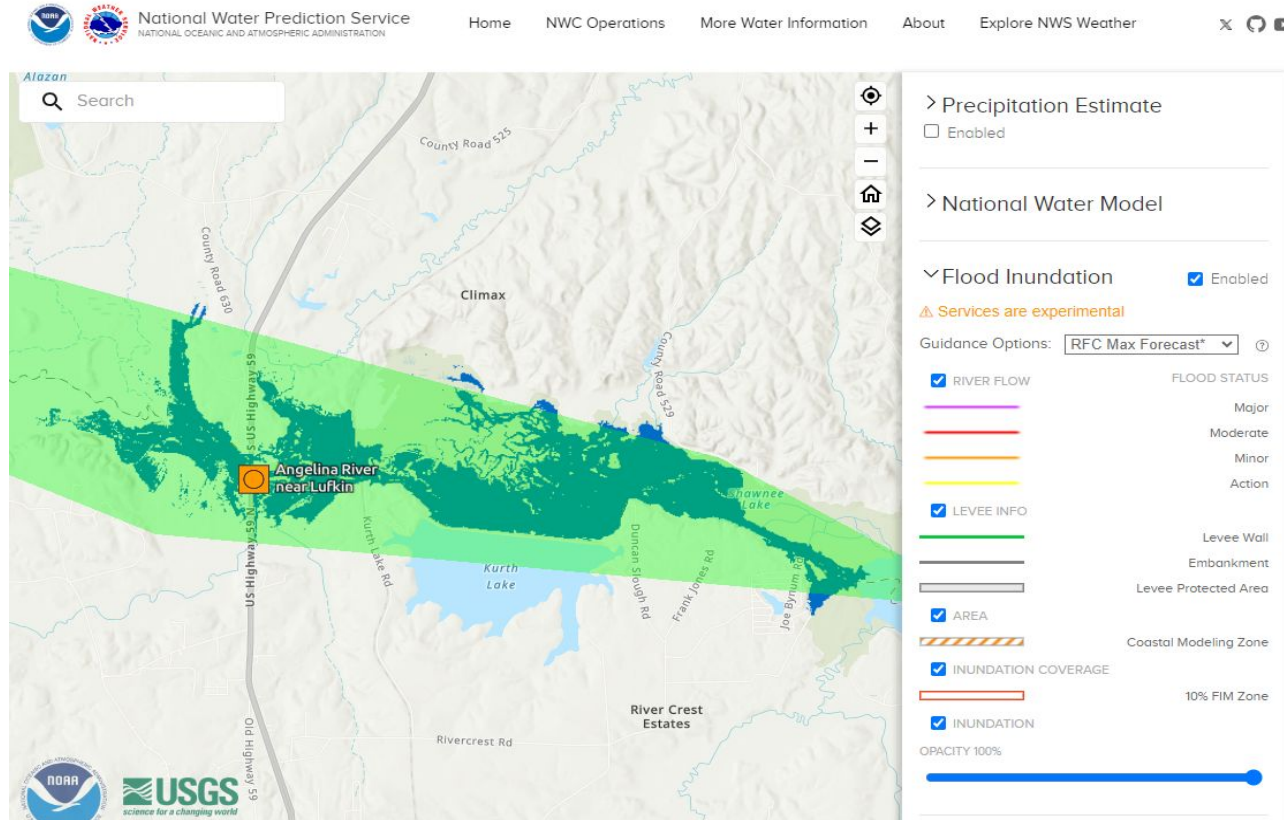 National Water Prediction Service
NATIONAL OCEANIC AND ATMOSPHERIC ADMINISTRATION
Home
NWC Operations
More Water Information
About
Explore NWS Weather
Alazan
Search
County Road 525
County Road 630
Climax
US Highway 59
County Road 529
Angelina River
near Lufkin
Shawnee
Lake
US Highway 59 N
Kurth Lake Rd
Kurth
Lake
Duncan Slough Rd
Frank Jones Rd
Joe Bynum Rd
River Crest
Estates
Rivercrest Rd
Old Highway 59
NOAA
USGS
science for a changing world
Precipitation Estimate
Enabled
National Water Model
Flood Inundation
Enabled
Services are experimental
Guidance Options:
RFC Max Forecast*
RIVER FLOW
FLOOD STATUS
Major
Moderate
Minor
Action
LEVEE INFO
Levee Wall
Embankment
Levee Protected Area
AREA
Coastal Modeling Zone
INUNDATION COVERAGE
10% FIM Zone
INUNDATION
OPACITY 100%